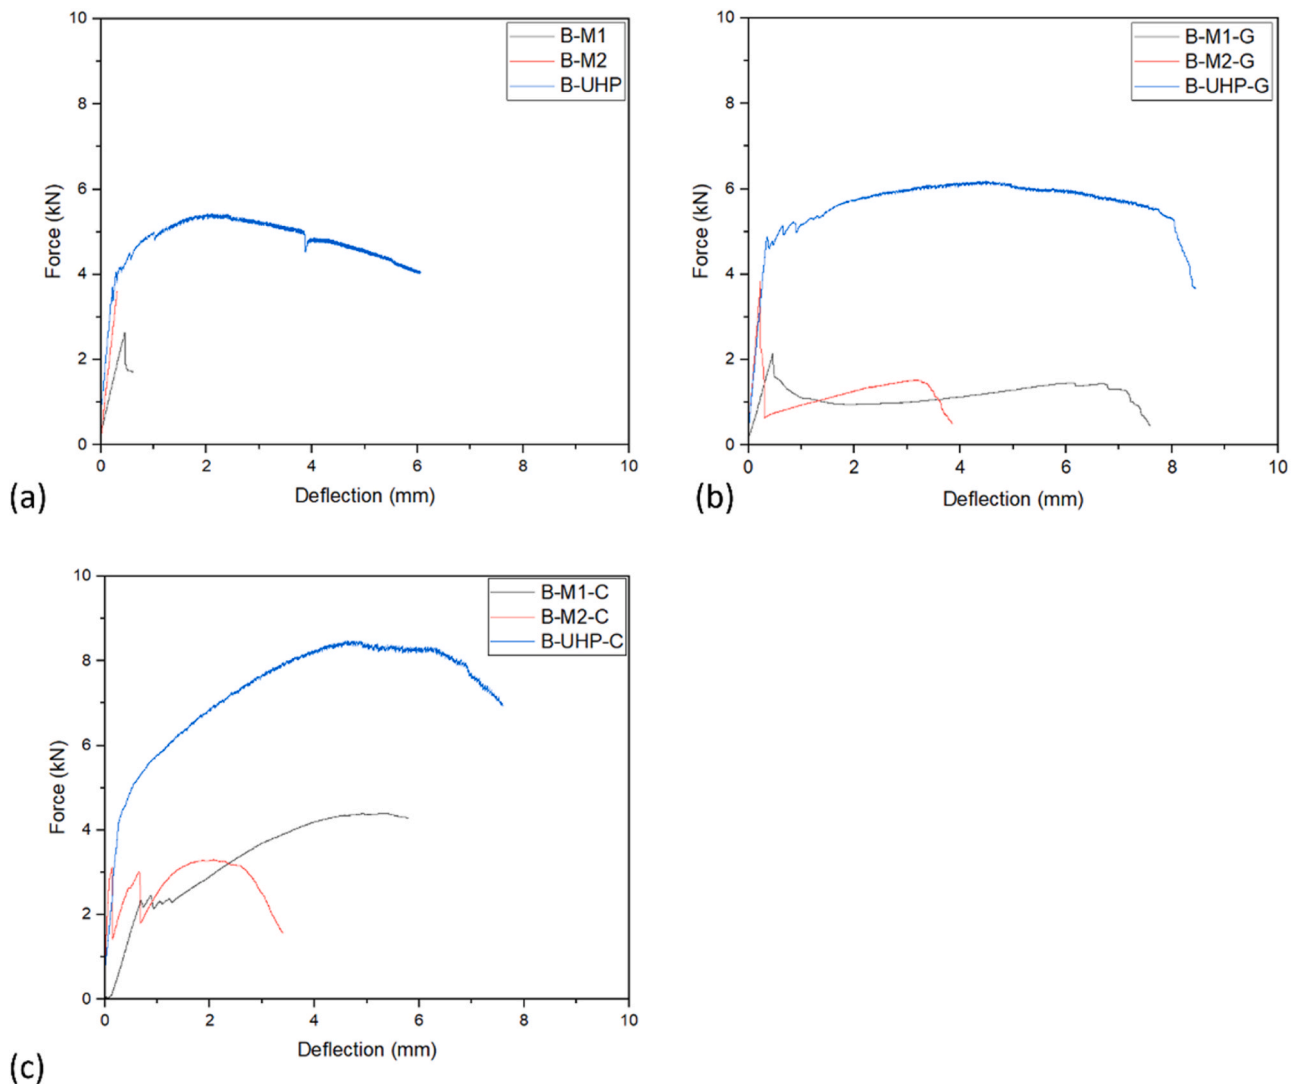 10
8
6
4
2
0
Force (kN)
B-M1
B-M2
B-UHP
0 2 4 6 8 10
Deflection (mm)
(a)
10
8
6
4
2
0
Force (kN)
B-M1-G
B-M2-G
B-UHP-G
0 2 4 6 8 10
Deflection (mm)
(b)
10
8
6
4
2
0
Force (kN)
B-M1-C
B-M2-C
B-UHP-C
0 2 4 6 8 10
Deflection (mm)
(c)